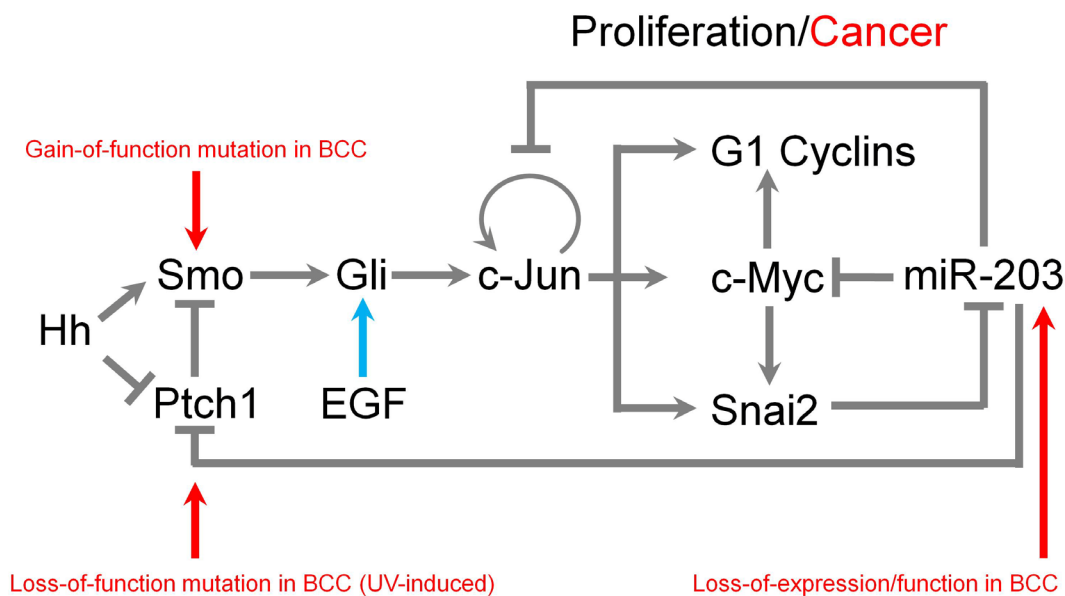 Proliferation/Cancer
Gain-of-function mutation in BCC
G1 Cyclins
Smo
Gli
c-Jun
c-Myc
miR-203
Hh
Ptch1
EGF
Snai2
Loss-of-function mutation in BCC (UV-induced)
Loss-of-expression/function in BCC